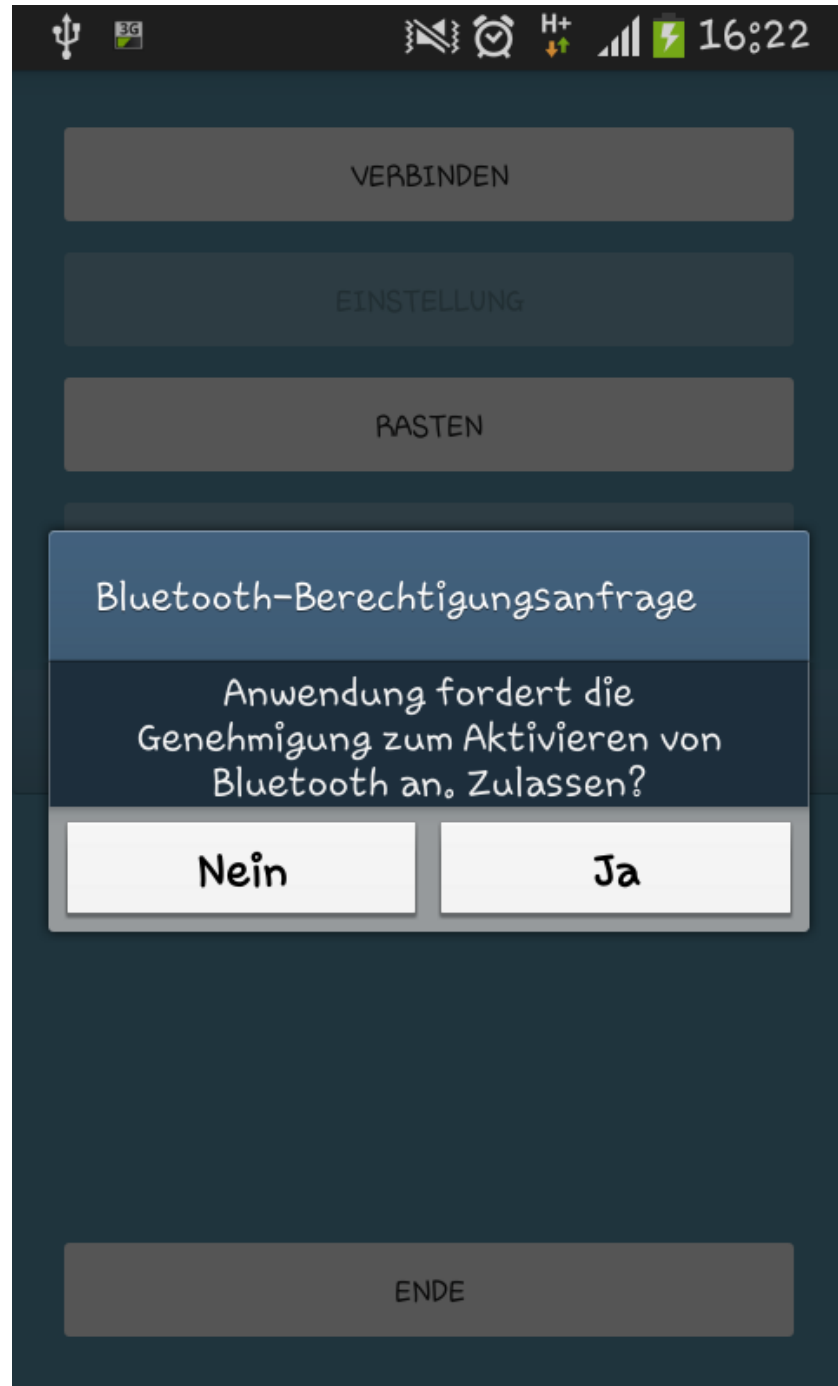 3G
H+
16:22
VERBINDEN
EINSTELLUNG
RASTEN
Bluetooth-Berechtigungsanfrage
Anwendung fordert die
Genehmigung zum Aktivieren von
Bluetooth an. Zulassen?
Nein
Ja
ENDE